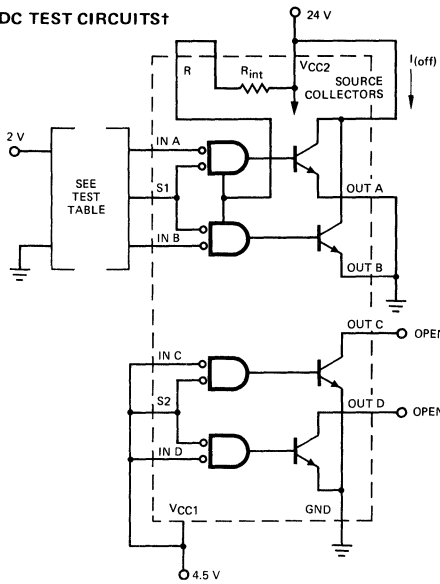 DC TEST CIRCUITS†
24 V
I(off)
R
Rint
VCC2
SOURCE
COLLECTORS
2 V
IN A
SEE
TEST
TABLE
S1
OUT A
IN B
OUT B
OUT C
OPEN
IN C
S2
OUT D
OPEN
IN D
VCC1
GND
4.5 V